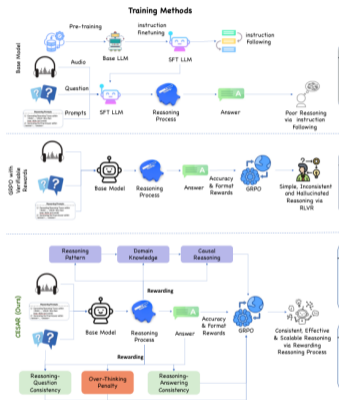 Training Methods
Pre-training
instruction
finetuning
Base LLM
SFT LLM
instruction
following
Base Model
Audio
Question
Prompts
SFT LLM
Reasoning
Process
Answer
Poor Reasoning
via instruction
Following
GRPO with
Verifiable
Rewards
Base Model
Reasoning
Process
Answer
Accuracy
& Format
Rewards
GRPO
Simple, Inconsistent
and Hallucinated
Reasoning via
RLVR
Reasoning
Pattern
Domain
Knowledge
Causal
Reasoning
Rewarding
CESAR (Ours)
Base Model
Reasoning
Process
Answer
Accuracy
& Format
Rewards
GRPO
Consistent, Effective
& Scalable Reasoning
via Rewarding
Reasoning Process
Rewarding
Reasoning-
Question
Consistency
Over-Thinking
Penalty
Reasoning-
Answering
Consistency